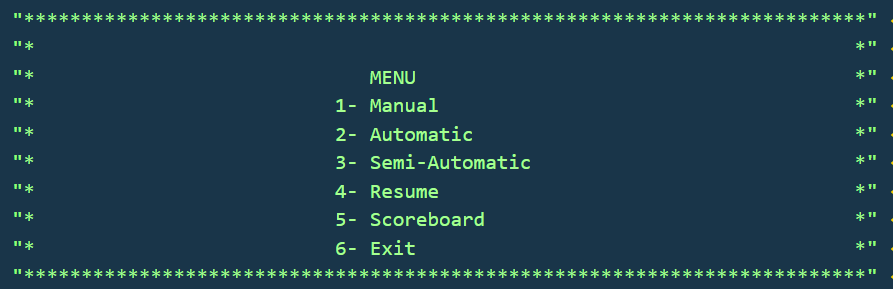 "*************************************************************************"
"*                                                                       *"
"*                             MENU                                      *"
"*                          1- Manual                                    *"
"*                          2- Automatic                                 *"
"*                          3- Semi-Automatic                            *"
"*                          4- Resume                                    *"
"*                          5- Scoreboard                                *"
"*                          6- Exit                                      *"
"*************************************************************************"